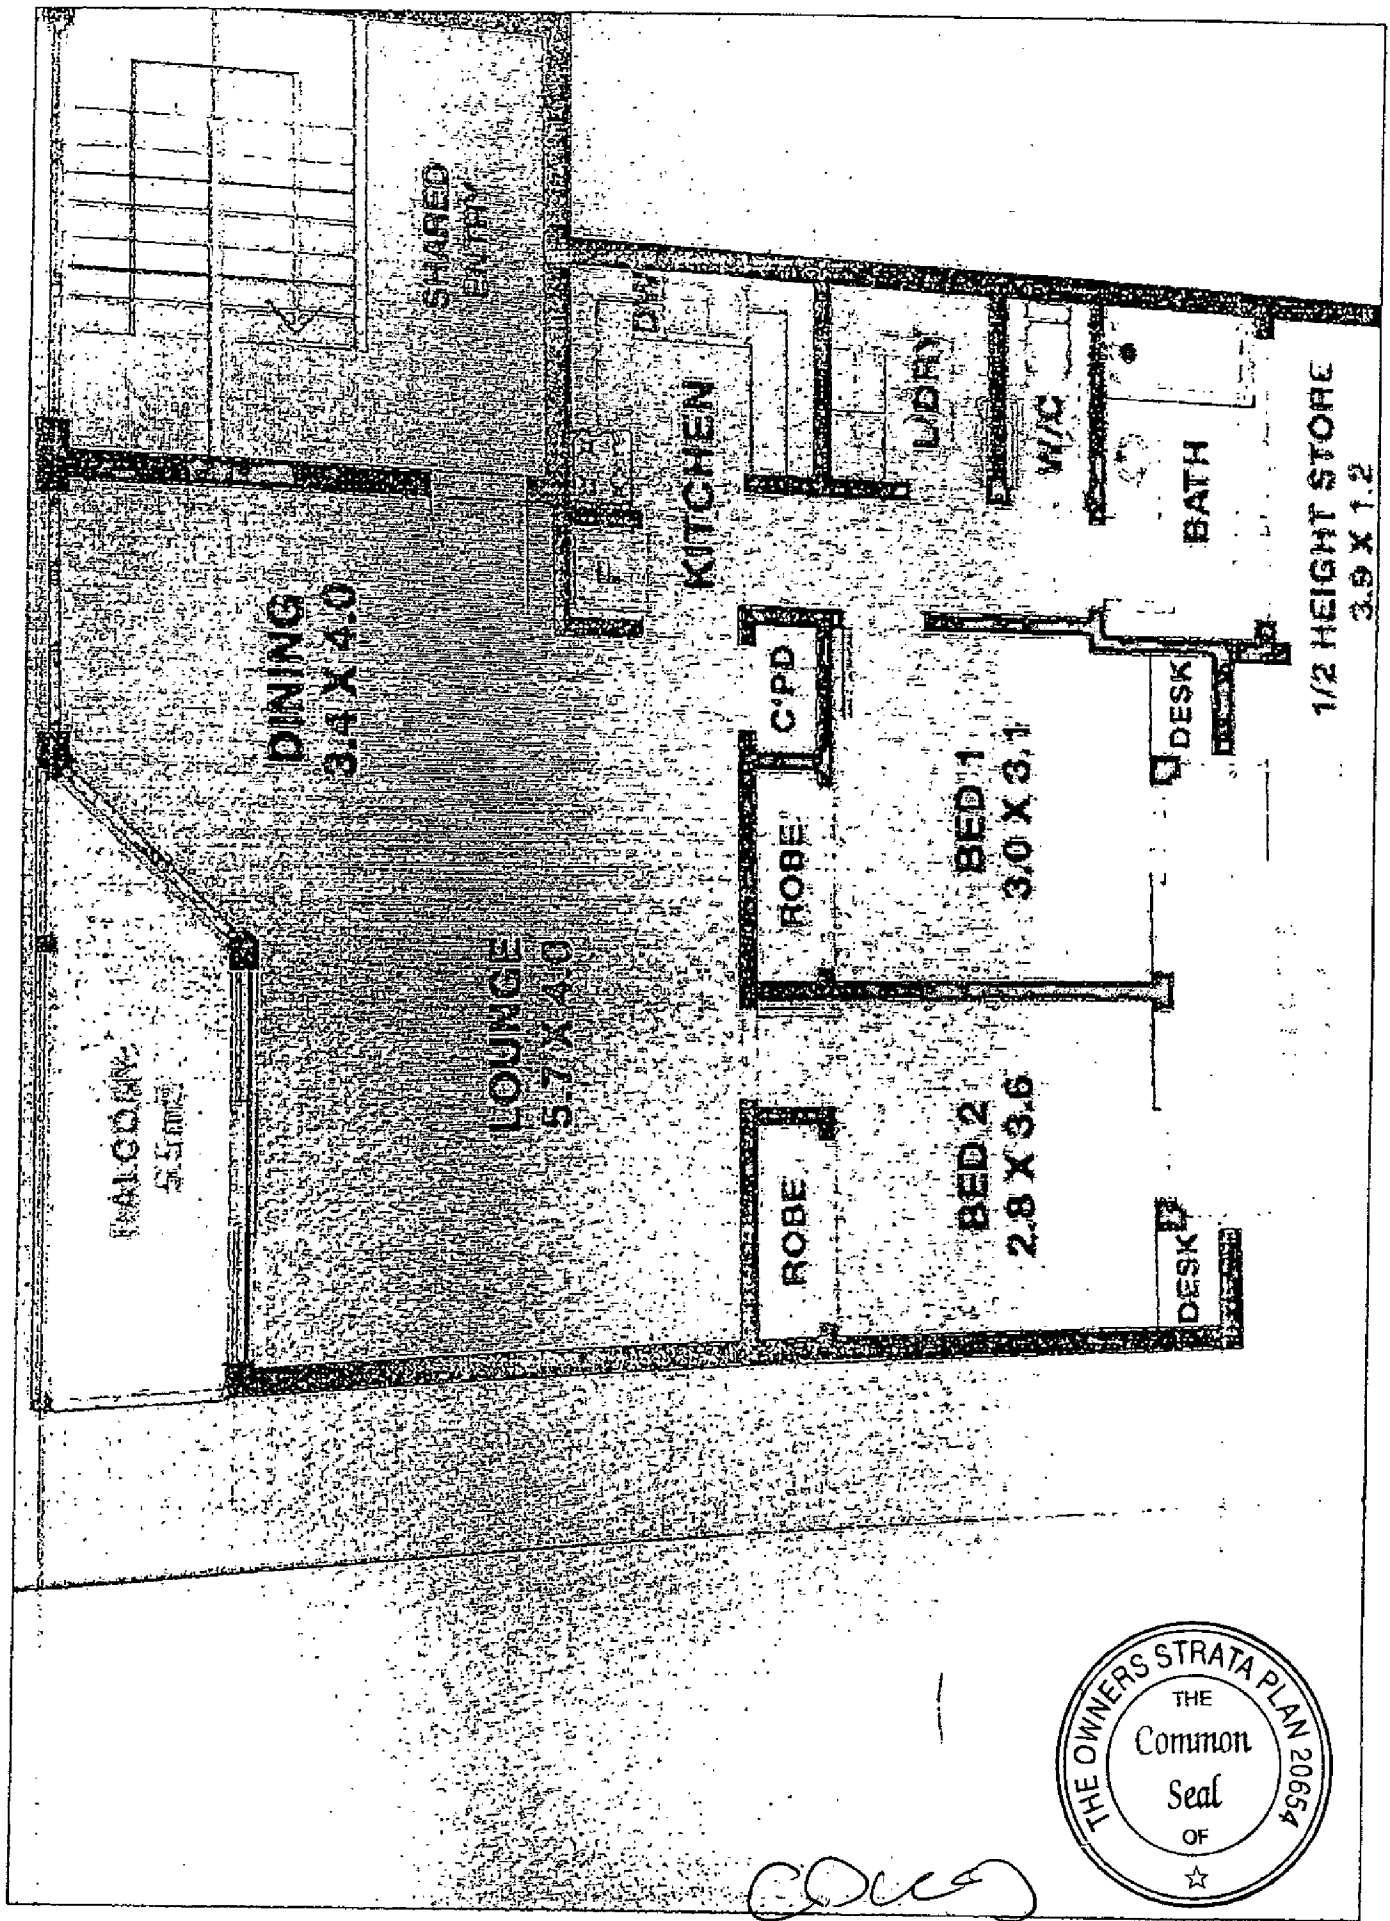 SHARED
ENTRY
DINING
3.4 X 4.0
KITCHEN
DW
F
L/DRY
W/C
BATH
1/2 HEIGHT STORE
3.9 X 1.2
BALCONY
LOUNGE
5.7 X 4.0
C'PD
ROBE
BED 1
3.0 X 3.1
DESK
ROBE
BED 2
2.8 X 3.6
DESK
THE OWNERS STRATA PLAN 20654
THE
Common
Seal
OF